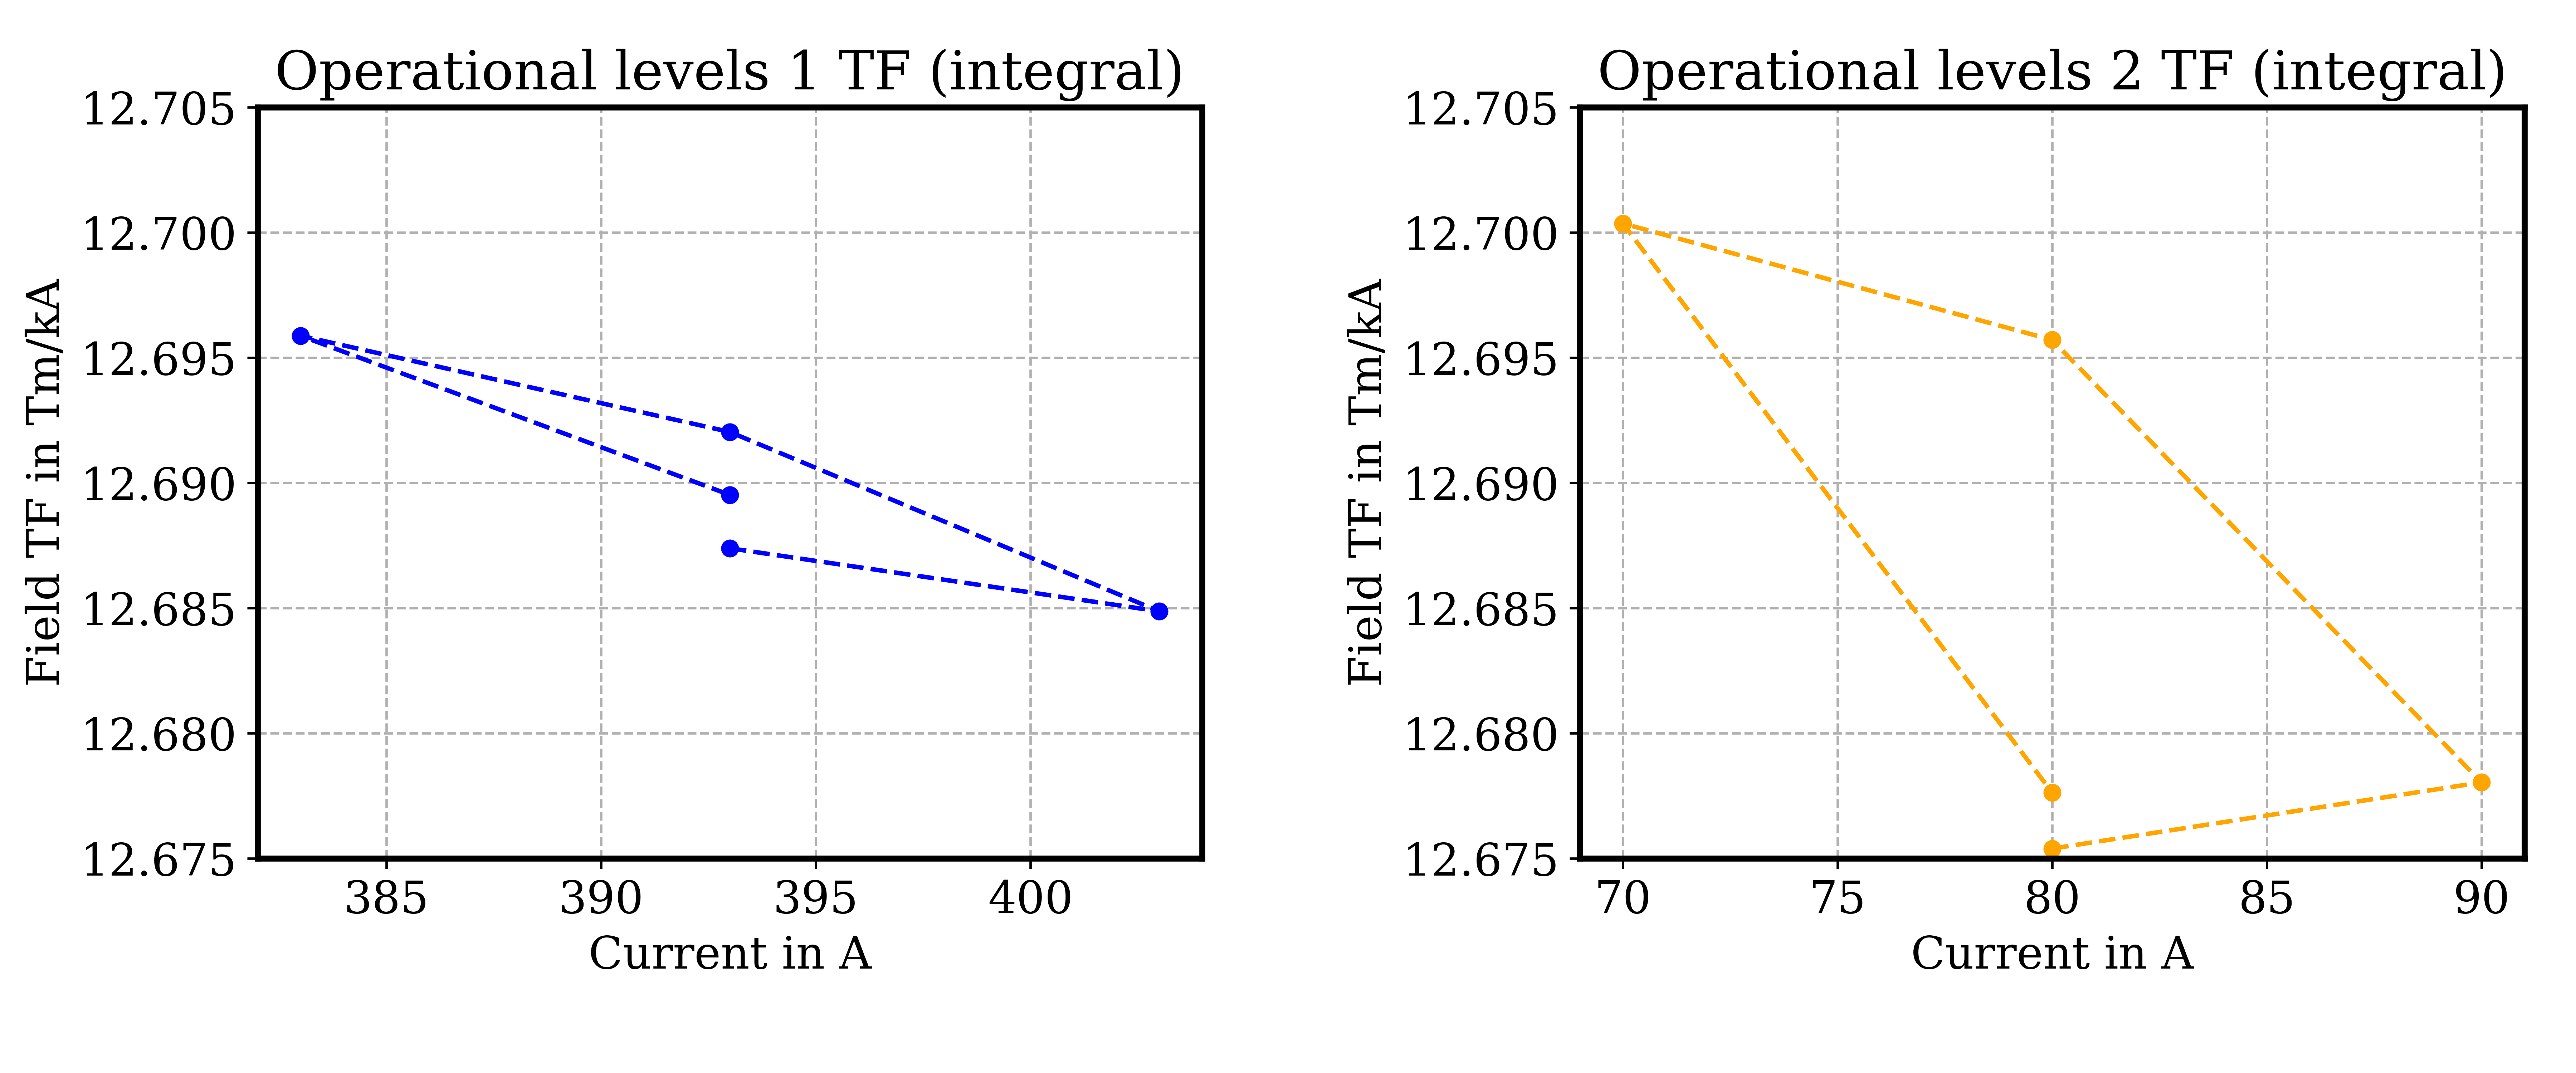 Operational levels 1 TF (integral)
12.705
12.700
12.695
12.690
12.685
12.680
12.675
Field TF in Tm/kA
385 390 395 400
Current in A
Operational levels 2 TF (integral)
12.705
12.700
12.695
12.690
12.685
12.680
12.675
Field TF in Tm/kA
70 75 80 85 90
Current in A